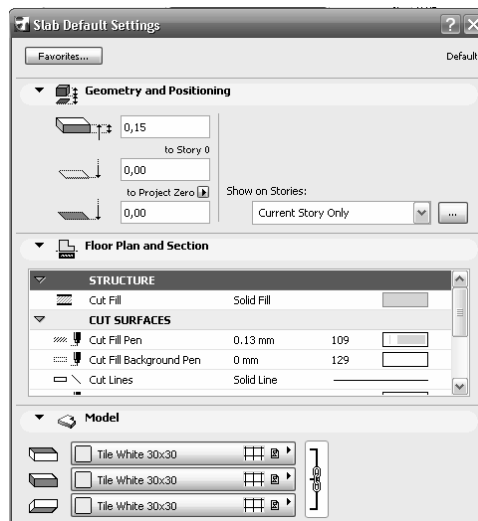 Slab Default Settings
Favorites...
Default
Geometry and Positioning
0,15
to Story 0
0,00
to Project Zero
Show on Stories:
0,00
Current Story Only
...
Floor Plan and Section
STRUCTURE
Cut Fill Solid Fill
CUT SURFACES
Cut Fill Pen 0.13 mm 109
Cut Fill Background Pen 0 mm 129
Cut Lines Solid Line
Model
Tile White 30x30
Tile White 30x30
Tile White 30x30